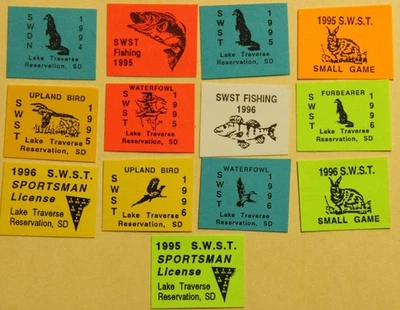 S W D N
1 9 9 4
Lake Traverse
Reservation, SD
SWST
Fishing
1995
S W S T
1 9 9 5
Lake Traverse
Reservation, SD
1995 S.W.S.T.
SMALL GAME
UPLAND BIRD
S W S T
1 9 9 5
Lake Traverse
Reservation, SD
WATERFOWL
S W S T
1 9 9 5
Lake Traverse
Reservation, SD
SWST FISHING
1996
FURBEARER
S W S T
1 9 9 6
Lake Traverse
Reservation, SD
1996 S.W.S.T.
SPORTSMAN
License
Lake Traverse
Reservation, SD
UPLAND BIRD
S W S T
1 9 9 6
Lake Traverse
Reservation, SD
WATERFOWL
S W S T
1 9 9 6
Lake Traverse
Reservation, SD
1996 S.W.S.T.
SMALL GAME
1995 S.W.S.T.
SPORTSMAN
License
Lake Traverse
Reservation, SD